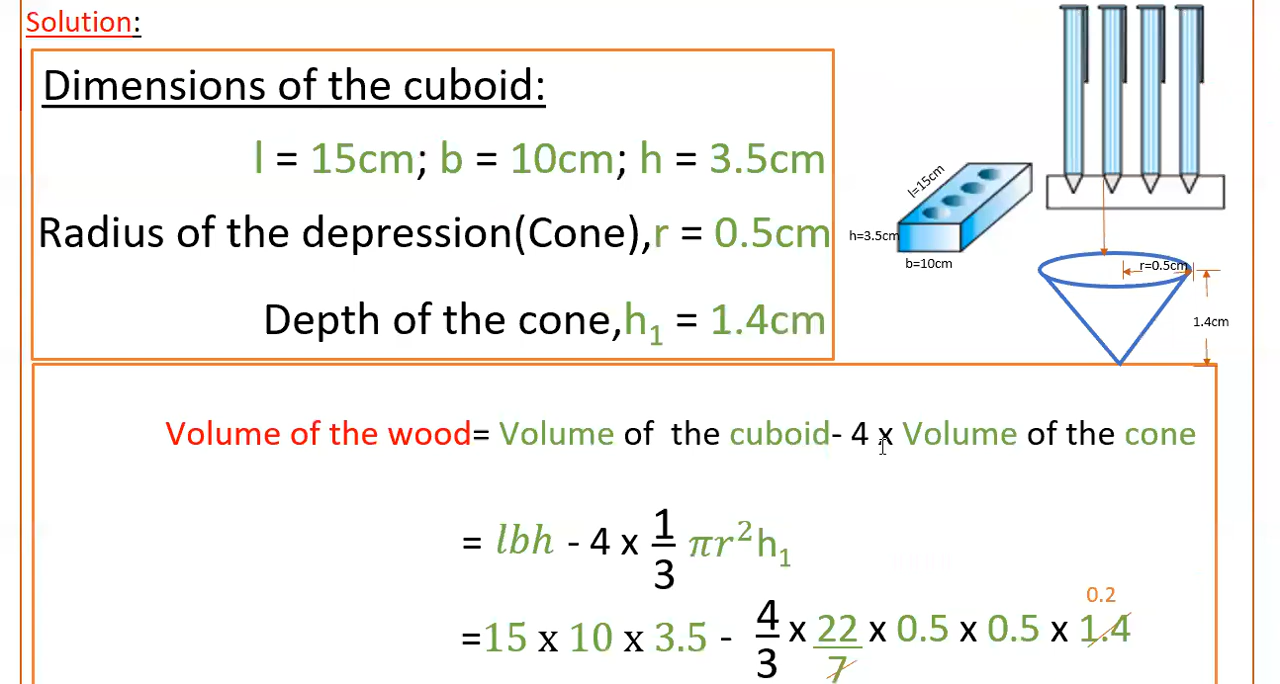 Solution:
Dimensions of the cuboid:
l = 15cm; b = 10cm; h = 3.5cm
Radius of the depression(Cone),r = 0.5cm
Depth of the cone,h₁ = 1.4cm
l=15cm
h=3.5cm
b=10cm
r=0.5cm
1.4cm
Volume of the wood= Volume of the cuboid- 4 x Volume of the cone
= lbh - 4 x 1/3 πr²h₁
0.2
=15 x 10 x 3.5 - 4/3 x 22/7 x 0.5 x 0.5 x 1.4